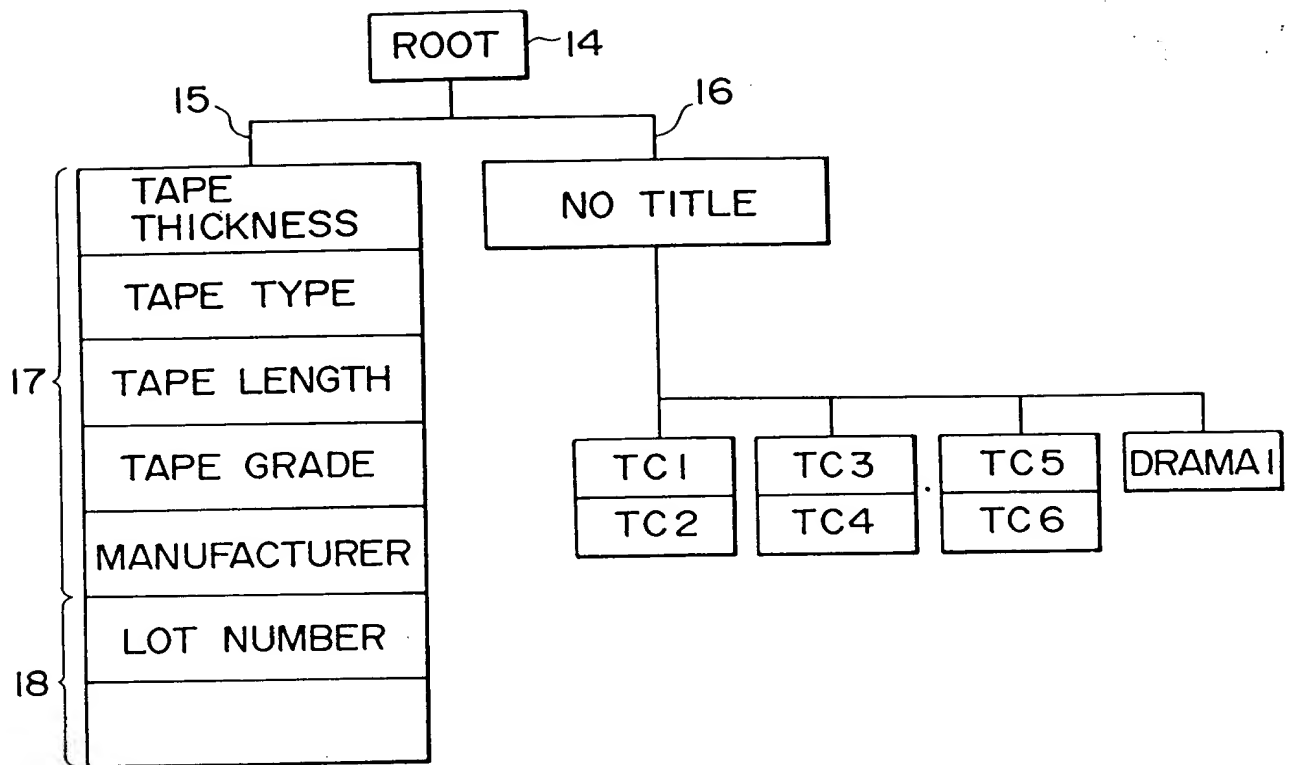 ROOT 14
15 16
TAPE
THICKNESS
NO TITLE
TAPE TYPE
17
TAPE LENGTH
TAPE GRADE
TC1 TC3 TC5 DRAMA1
TC2 TC4 TC6
MANUFACTURER
LOT NUMBER
18